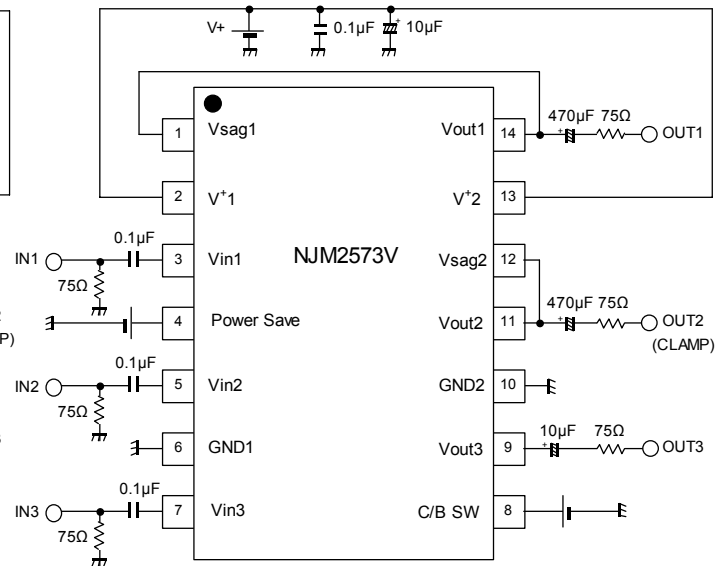 V+
0.1µF
10µF
1
Vsag1
Vout1
14
470µF 75Ω
OUT1
2
V+1
V+2
13
0.1µF
IN1
3
Vin1
NJM2573V
Vsag2
12
75Ω
470µF 75Ω
4
Power Save
Vout2
11
OUT2
P)
(CLAMP)
0.1µF
IN2
5
Vin2
GND2
10
75Ω
10µF 75Ω
6
GND1
Vout3
9
OUT3
0.1µF
IN3
7
Vin3
C/B SW
8
75Ω